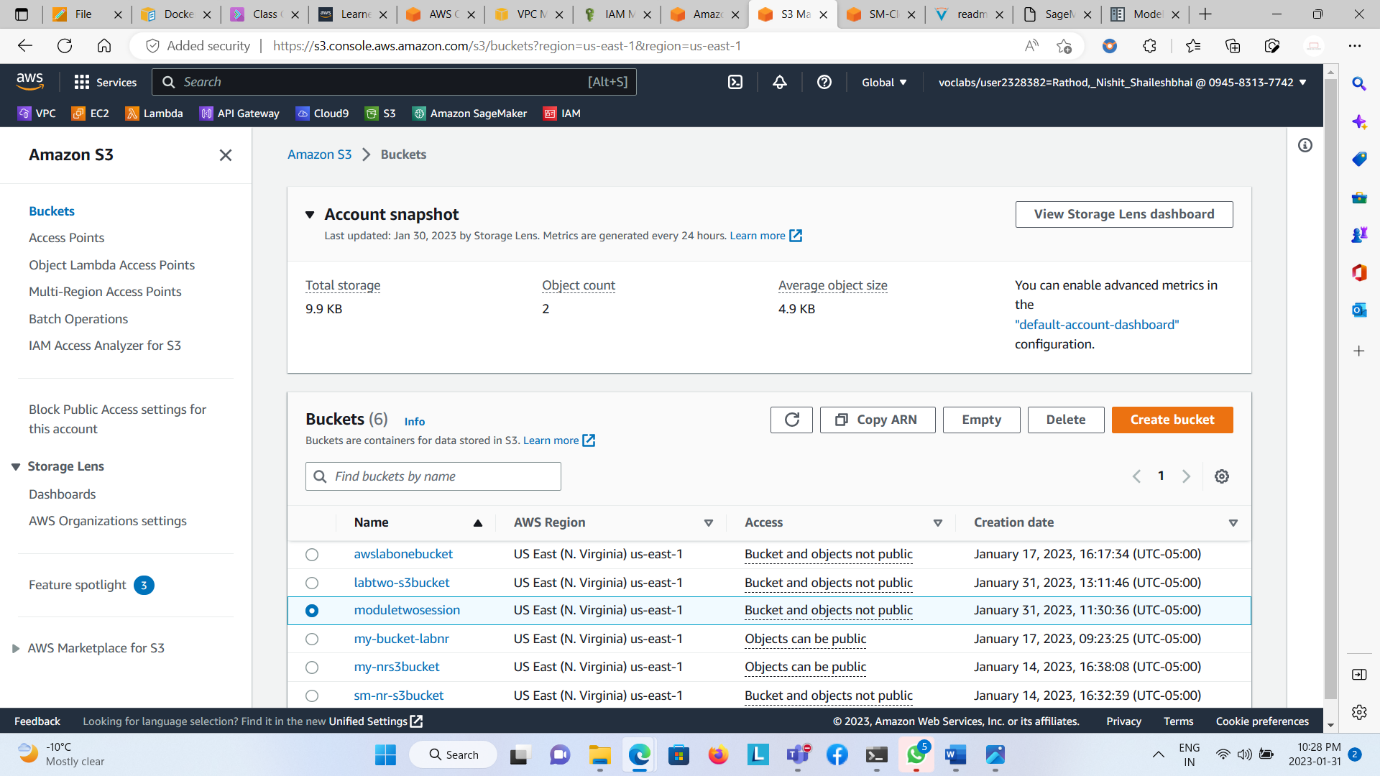 File
Docke
Class
Learne
AWS
VPC M
IAM M
Amaz
S3 Ma
SM-Cl
readm
SageM
Model
Added security
https://s3.console.aws.amazon.com/s3/buckets?region=us-east-1&region=us-east-1
aws
Services
Search
[Alt+S]
Global
voclabs/user2328382=Rathod,_Nishit_Shaileshbhai @ 0945-8313-7742
VPC
EC2
Lambda
API Gateway
Cloud9
S3
Amazon SageMaker
IAM
Amazon S3
Buckets
Access Points
Object Lambda Access Points
Multi-Region Access Points
Batch Operations
IAM Access Analyzer for S3
Block Public Access settings for
this account
Storage Lens
Dashboards
AWS Organizations settings
Feature spotlight 3
AWS Marketplace for S3
Amazon S3 > Buckets
Account snapshot
View Storage Lens dashboard
Last updated: Jan 30, 2023 by Storage Lens. Metrics are generated every 24 hours. Learn more
Total storage
9.9 KB
Object count
2
Average object size
4.9 KB
You can enable advanced metrics in
the
"default-account-dashboard"
configuration.
Buckets (6) Info
Buckets are containers for data stored in S3. Learn more
Copy ARN
Empty
Delete
Create bucket
Find buckets by name
1
Name AWS Region Access Creation date
awslabonebucket US East (N. Virginia) us-east-1 Bucket and objects not public January 17, 2023, 16:17:34 (UTC-05:00)
labtwo-s3bucket US East (N. Virginia) us-east-1 Bucket and objects not public January 31, 2023, 13:11:46 (UTC-05:00)
moduletwosession US East (N. Virginia) us-east-1 Bucket and objects not public January 31, 2023, 11:30:36 (UTC-05:00)
my-bucket-labnr US East (N. Virginia) us-east-1 Objects can be public January 17, 2023, 09:23:25 (UTC-05:00)
my-nrs3bucket US East (N. Virginia) us-east-1 Objects can be public January 14, 2023, 16:38:08 (UTC-05:00)
sm-nr-s3bucket US East (N. Virginia) us-east-1 Bucket and objects not public January 14, 2023, 16:32:39 (UTC-05:00)
Feedback Looking for language selection? Find it in the new Unified Settings
© 2023, Amazon Web Services, Inc. or its affiliates. Privacy Terms Cookie preferences
-10°C
Mostly clear
Search
5
ENG
IN
10:28 PM
2023-01-31
2